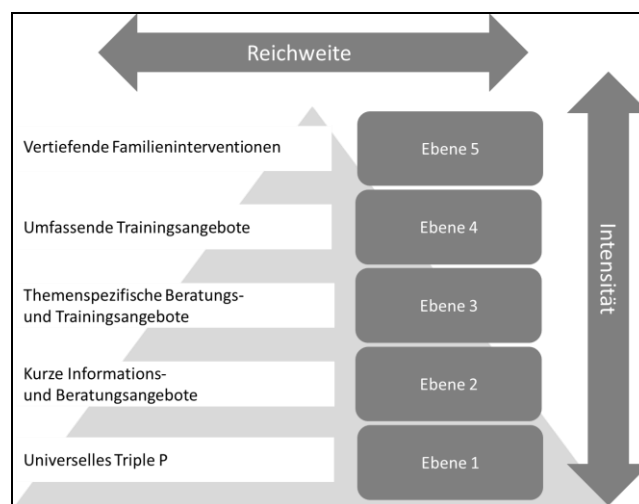 Reichweite
Vertiefende Familieninterventionen
Ebene 5
Umfassende Trainingsangebote
Ebene 4
Themenspezifische Beratungs-
und Trainingsangebote
Ebene 3
Kurze Informations-
und Beratungsangebote
Ebene 2
Universelles Triple P
Ebene 1
Intensität